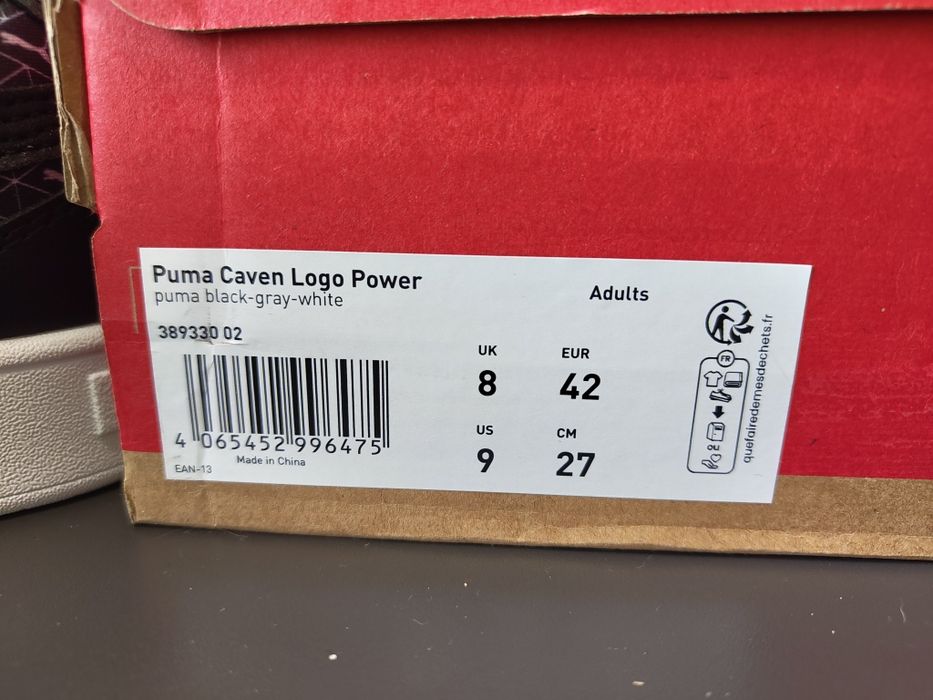 Puma Caven Logo Power
puma black-gray-white
Adults
389330 02
UK
8
EUR
42
US
9
CM
27
4 065452 996475
Made in China
EAN-13
FR
OU
quefairedemesdechets.fr